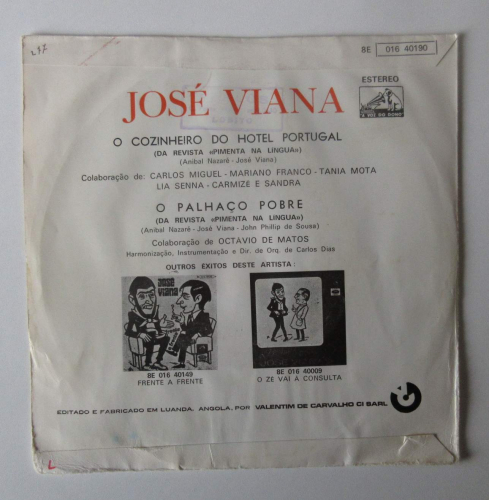 247
8E 016 40190
ESTEREO
A VOZ DO DONO
JOSÉ VIANA
O COZINHEIRO DO HOTEL PORTUGAL
(DA REVISTA «PIMENTA NA LINGUA»)
(Anibal Nazaré - José Viana)
Colaboração de: CARLOS MIGUEL - MARIANO FRANCO - TANIA MOTA
LIA SENNA - CARMIZE E SANDRA
O PALHAÇO POBRE
(DA REVISTA «PIMENTA NA LINGUA»)
(Anibal Nazaré - José Viana - John Phillip de Sousa)
Colaboração de OCTAVIO DE MATOS
Harmonização, Instrumentação e Dir. de Orq. de Carlos Dias
OUTROS EXITOS DESTE ARTISTA:
JOSÉ VIANA
8E 016 40149
FRENTE A FRENTE
8E 016 40009
O ZÉ VAI À CONSULTA
EDITADO E FABRICADO EM LUANDA, ANGOLA, POR VALENTIM DE CARVALHO CI SARL
L